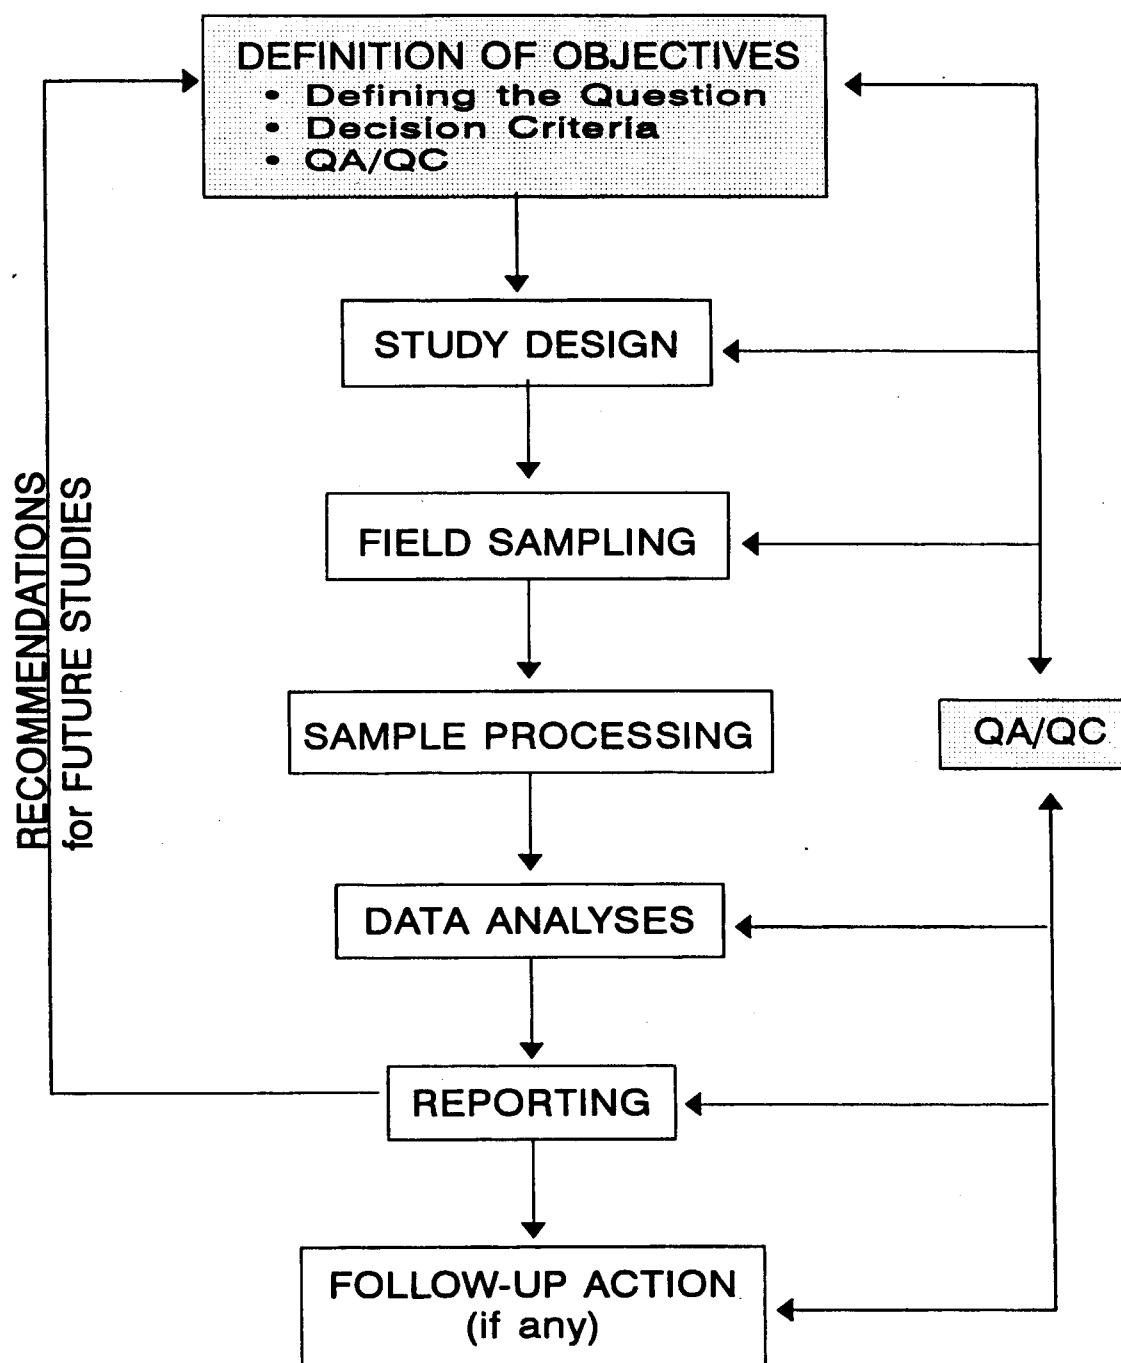 DEFINITION OF OBJECTIVES
• Defining the Question
• Decision Criteria
• QA/QC
STUDY DESIGN
FIELD SAMPLING
RECOMMENDATIONS
for FUTURE STUDIES
SAMPLE PROCESSING
QA/QC
DATA ANALYSES
REPORTING
FOLLOW-UP ACTION
(if any)